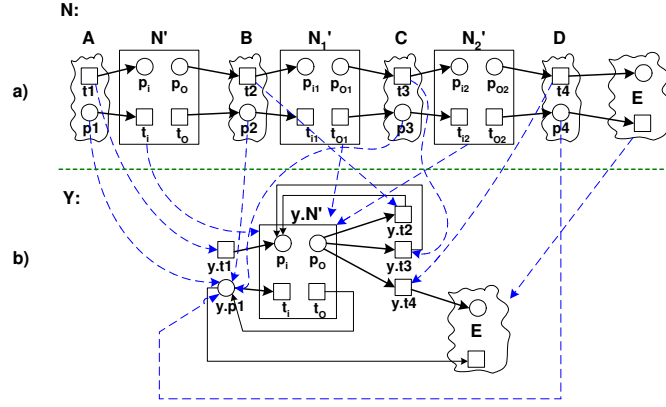 N:
A N' B N1' C N2' D
a)
t1 pi po t2 pi1 pO1 t3 pi2 pO2 t4 E
p1 ti to p2 ti1 tO1 p3 ti2 tO2 p4
Y:
y.N'
b)
y.t1 pi po y.t2
y.t3
y.p1 ti to y.t4
E